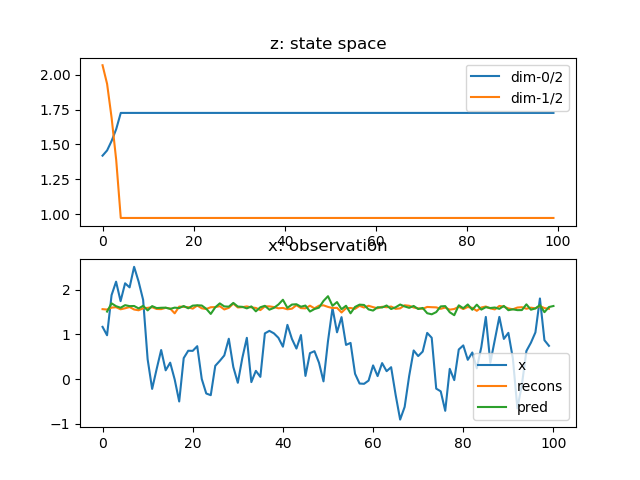 z: state space
2.00
1.75
1.50
1.25
1.00
dim-0/2
dim-1/2
0 20 40 60 80 100
x: observation
2
1
0
−1
x
recons
pred
0 20 40 60 80 100